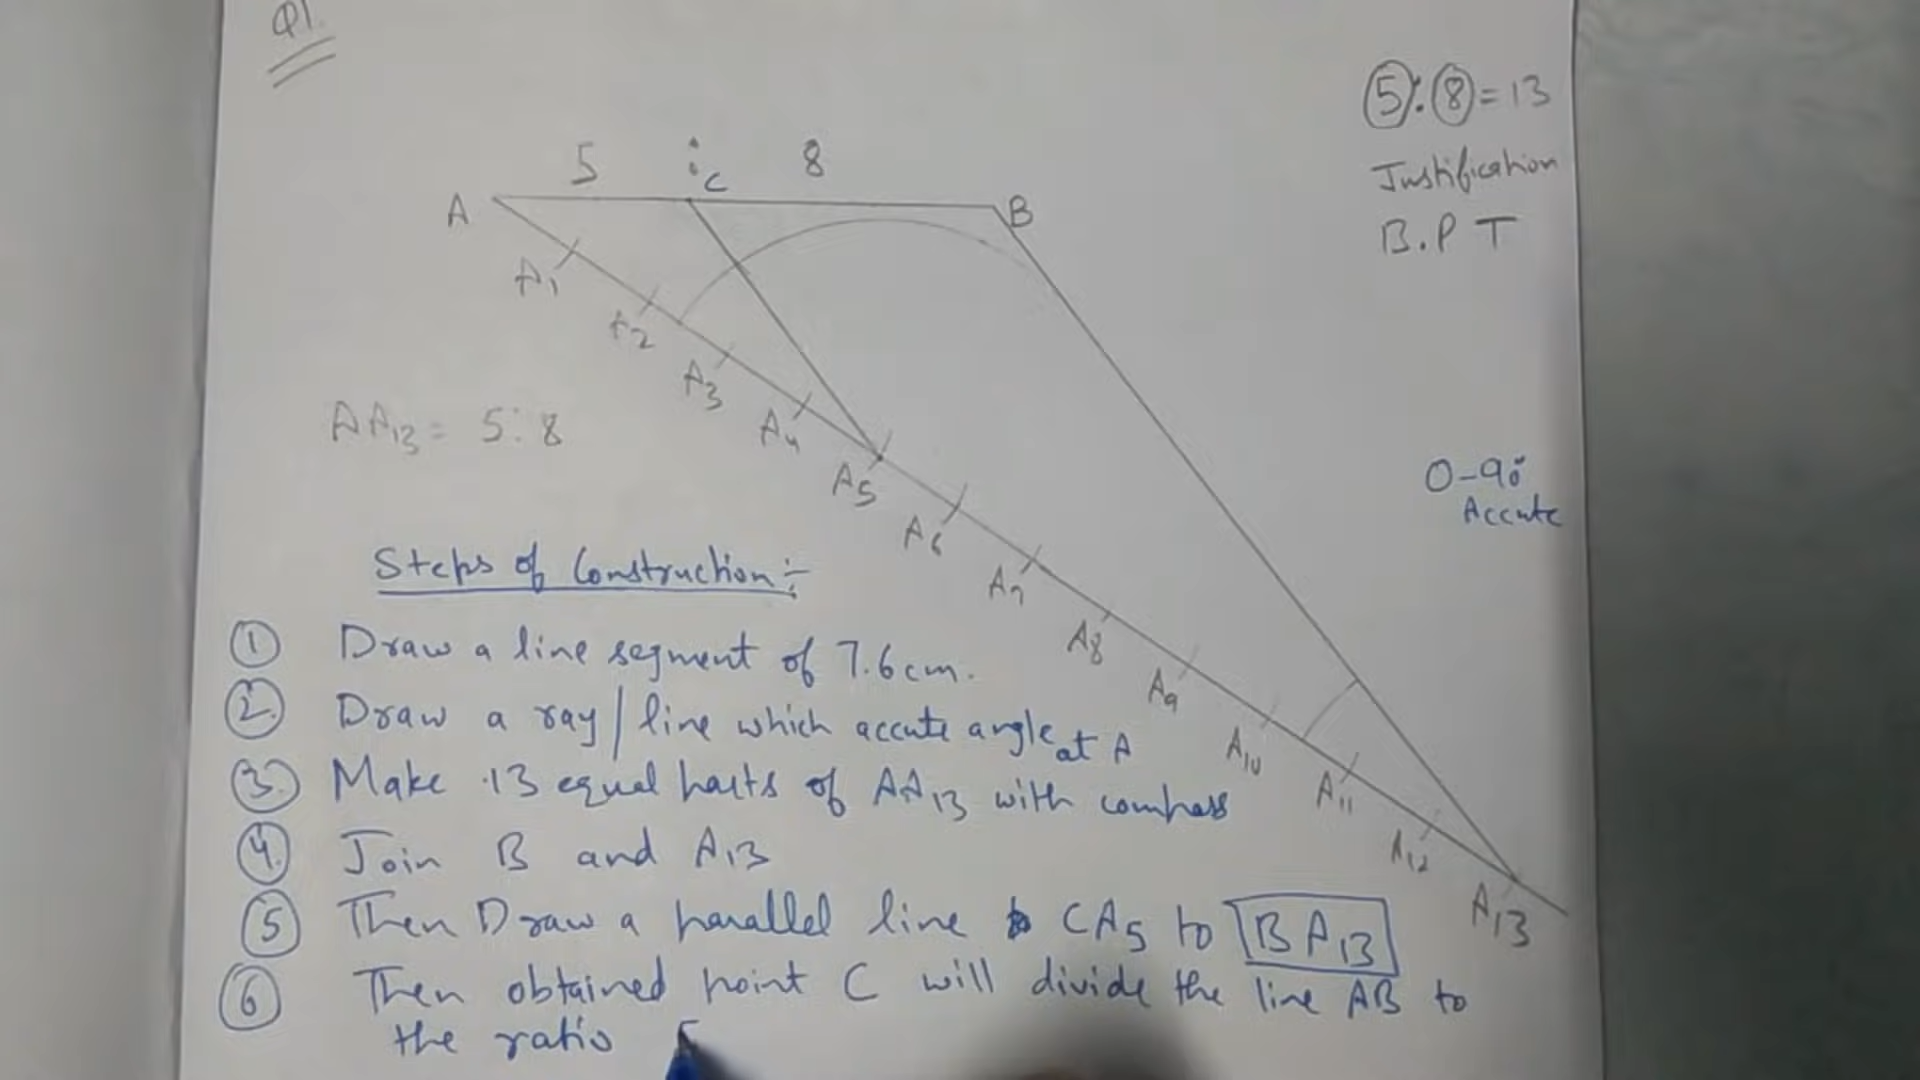 Q1.
5:8 = 13
Justification
B.P T
5 : 8
A C B
A1
A2
A3
A4
A5
A6
A7
A8
A9
A10
A11
A12
A13
AA13 = 5:8
0-90°
Accute
Steps of Construction:-
1 Draw a line segment of 7.6cm.
2. Draw a ray/line which accute angle at A
3. Make 13 equal parts of AA13 with compass
4. Join B and A13
5 Then Draw a parallel line CA5 to BA13
6 Then obtained point C will divide the line AB to
the ratio 5